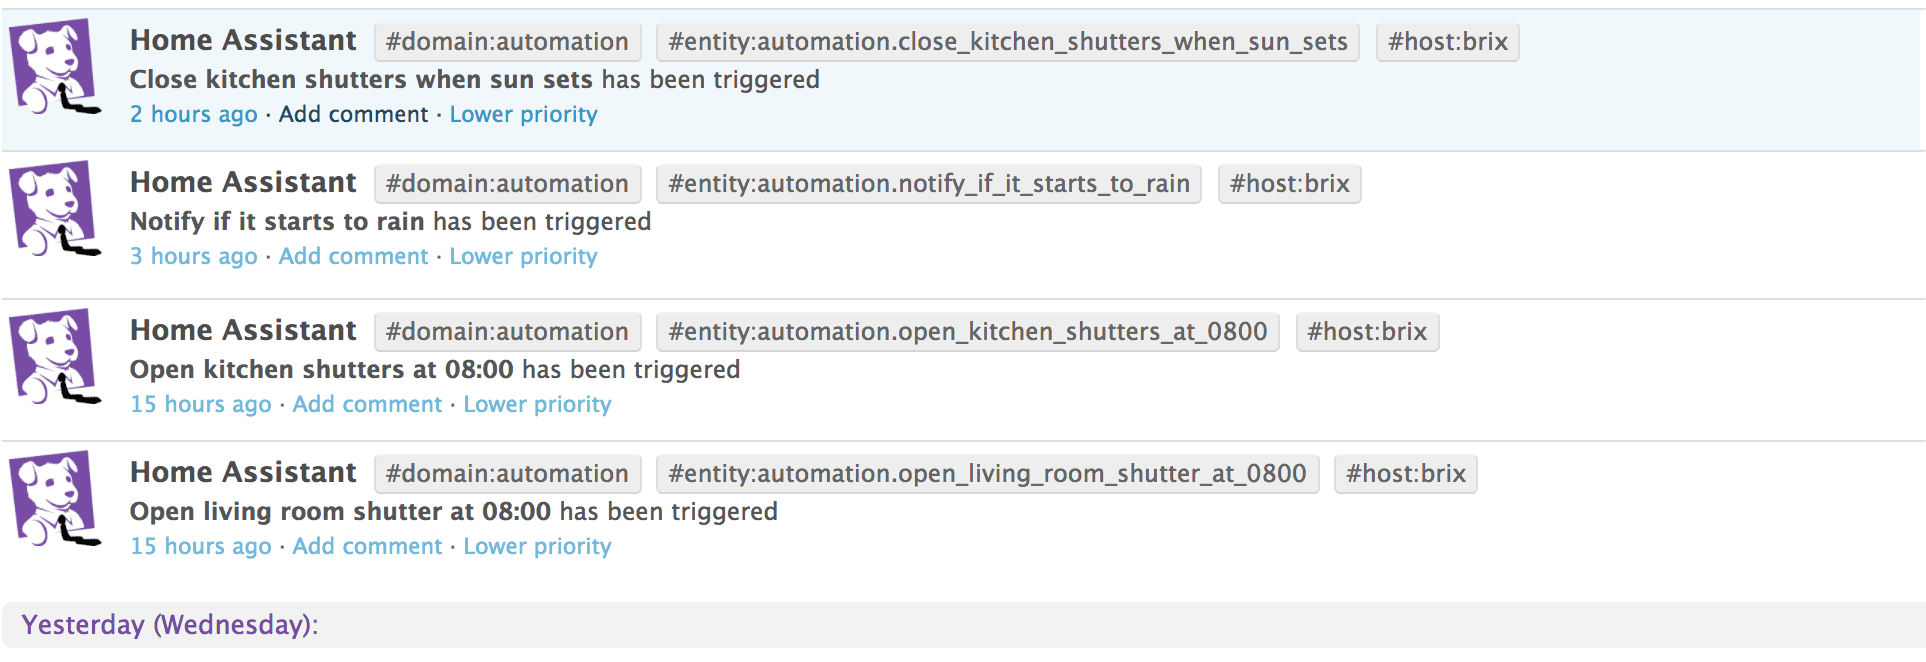 Home Assistant #domain:automation #entity:automation.close_kitchen_shutters_when_sun_sets #host:brix
Close kitchen shutters when sun sets has been triggered
2 hours ago · Add comment · Lower priority
Home Assistant #domain:automation #entity:automation.notify_if_it_starts_to_rain #host:brix
Notify if it starts to rain has been triggered
3 hours ago · Add comment · Lower priority
Home Assistant #domain:automation #entity:automation.open_kitchen_shutters_at_0800 #host:brix
Open kitchen shutters at 08:00 has been triggered
15 hours ago · Add comment · Lower priority
Home Assistant #domain:automation #entity:automation.open_living_room_shutter_at_0800 #host:brix
Open living room shutter at 08:00 has been triggered
15 hours ago · Add comment · Lower priority
Yesterday (Wednesday):